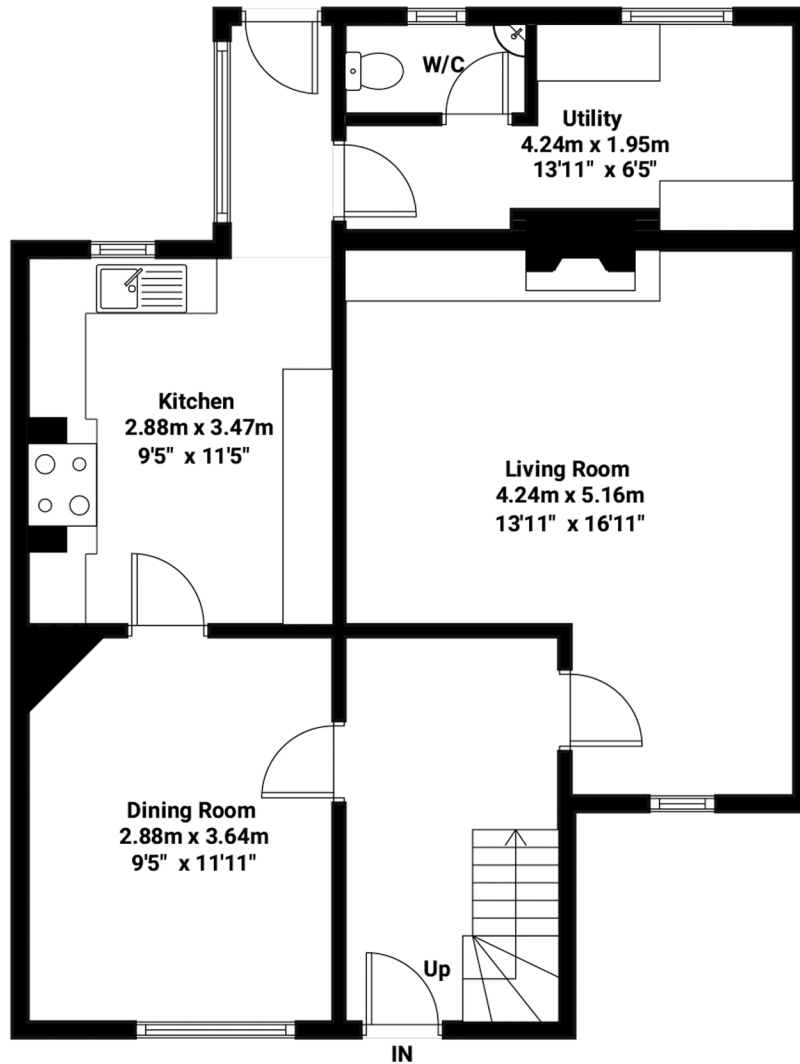 W/C
Utility
4.24m x 1.95m
13'11" x 6'5"
Kitchen
2.88m x 3.47m
9'5" x 11'5"
Living Room
4.24m x 5.16m
13'11" x 16'11"
Dining Room
2.88m x 3.64m
9'5" x 11'11"
Up
IN